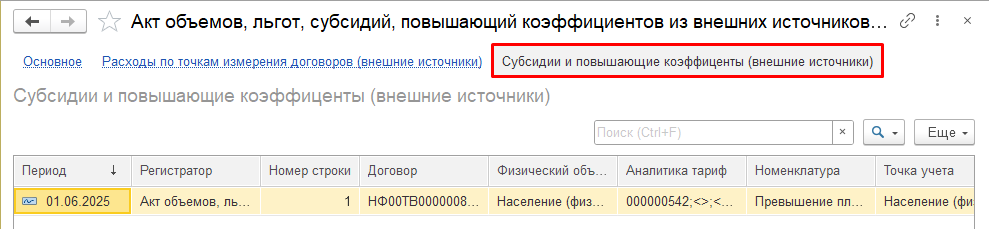 Акт объемов, льгот, субсидий, повышающий коэффициентов из внешних источников...
Основное Расходы по точкам измерения договоров (внешние источники) Субсидии и повышающие коэффиценты (внешние источники)
Субсидии и повышающие коэффиценты (внешние источники)
Поиск (Ctrl+F) × Еще
Период ↓ Регистратор Номер строки Договор Физический объ... Аналитика тариф Номенклатура Точка учета
01.06.2025 Акт объемов, ль... 1 НФ00ТВ0000008... Население (физ... 000000542;<>;<... Превышение пл... Население (физ